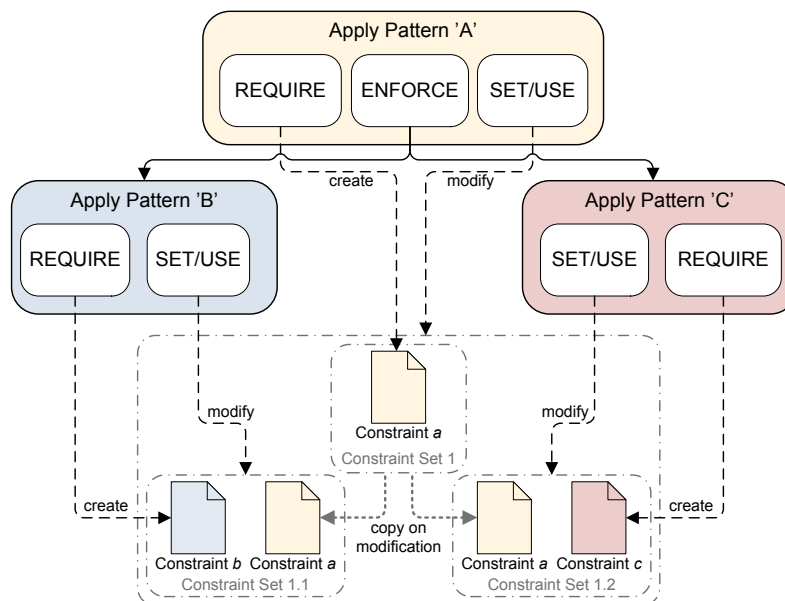 Apply Pattern 'A'
REQUIRE
ENFORCE
SET/USE
create
modify
Apply Pattern 'B'
REQUIRE
SET/USE
Apply Pattern 'C'
SET/USE
REQUIRE
modify
modify
Constraint a
Constraint Set 1
create
create
copy on
modification
Constraint b
Constraint a
Constraint Set 1.1
Constraint a
Constraint c
Constraint Set 1.2